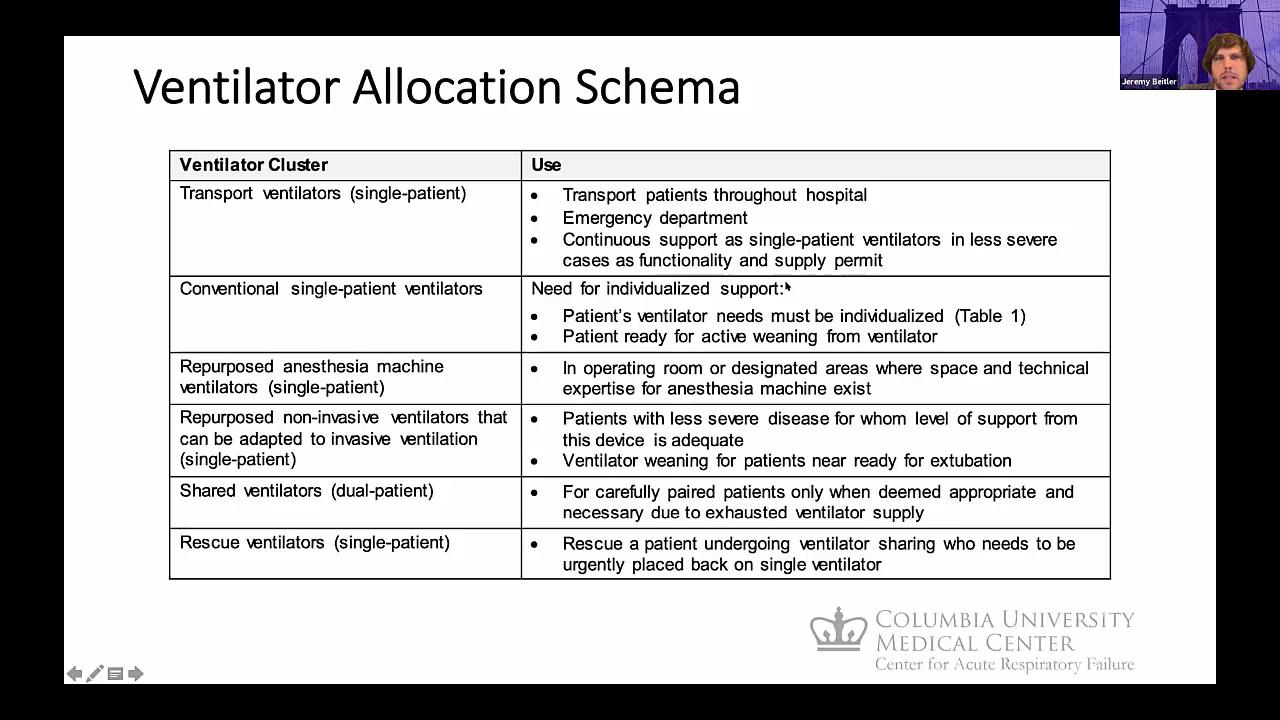 Jeremy Beitler
Ventilator Allocation Schema
Ventilator Cluster
Use
Transport ventilators (single-patient)
• Transport patients throughout hospital
• Emergency department
• Continuous support as single-patient ventilators in less severe
cases as functionality and supply permit
Conventional single-patient ventilators
Need for individualized support:
• Patient's ventilator needs must be individualized (Table 1)
• Patient ready for active weaning from ventilator
Repurposed anesthesia machine
ventilators (single-patient)
• In operating room or designated areas where space and technical
expertise for anesthesia machine exist
Repurposed non-invasive ventilators that
can be adapted to invasive ventilation
(single-patient)
• Patients with less severe disease for whom level of support from
this device is adequate
• Ventilator weaning for patients near ready for extubation
Shared ventilators (dual-patient)
• For carefully paired patients only when deemed appropriate and
necessary due to exhausted ventilator supply
Rescue ventilators (single-patient)
• Rescue a patient undergoing ventilator sharing who needs to be
urgently placed back on single ventilator
COLUMBIA UNIVERSITY
MEDICAL CENTER
Center for Acute Respiratory Failure